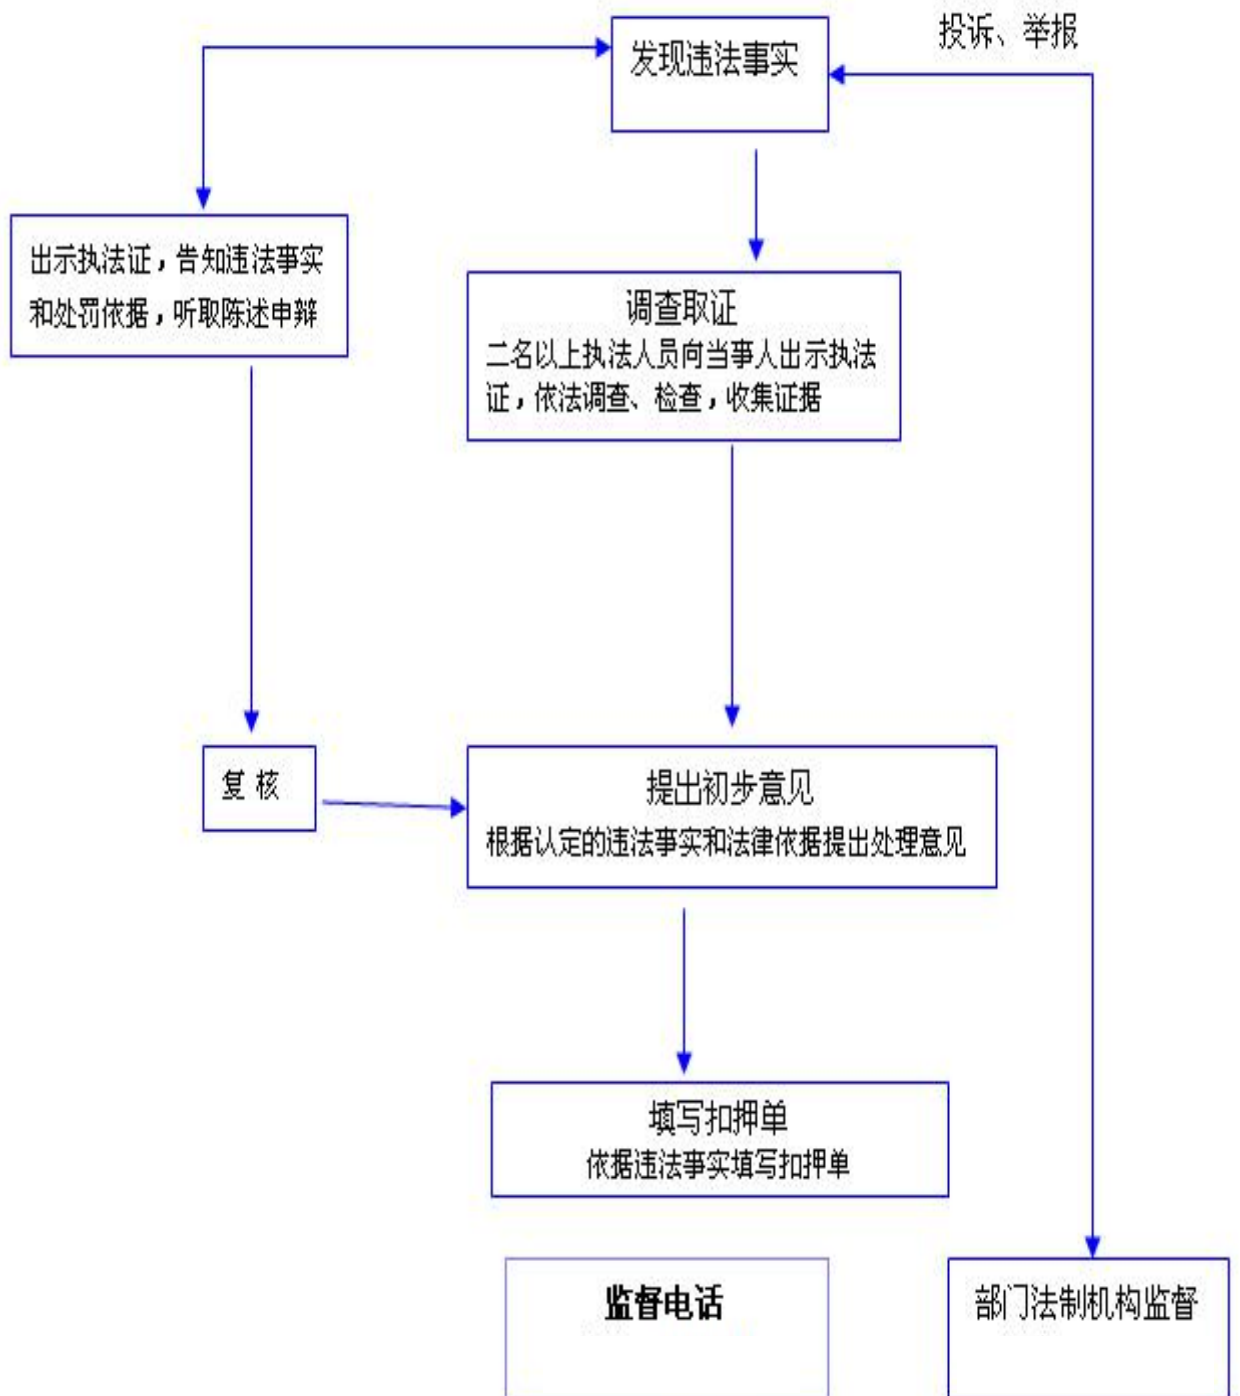 投诉、举报
发现违法事实
出示执法证，告知违法事实
和处罚依据，听取陈述申辩
调查取证
二名以上执法人员向当事人出示执法
证，依法调查、检查，收集证据
复 核
提出初步意见
根据认定的违法事实和法律依据提出处理意见
填写扣押单
依据违法事实填写扣押单
监督电话
部门法制机构监督